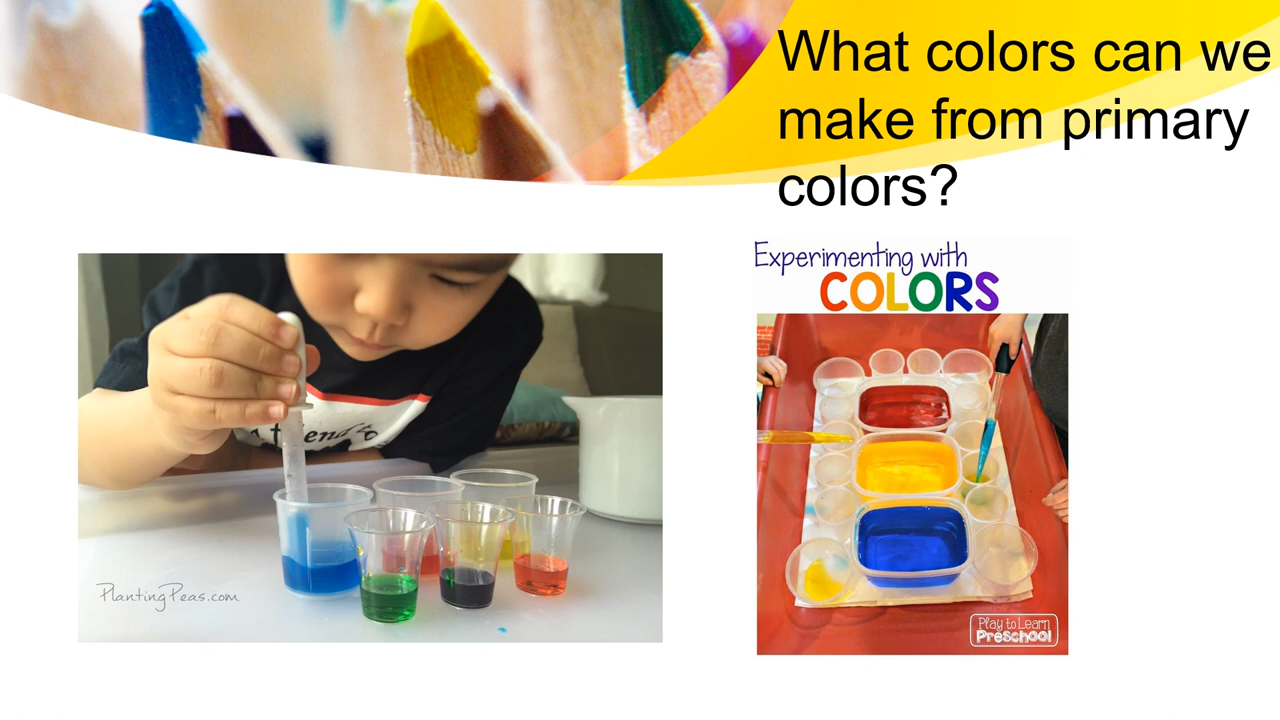 What colors can we
make from primary
colors?
Experimenting with
COLORS
PlantingPeas.com
Play to Learn
Preschool